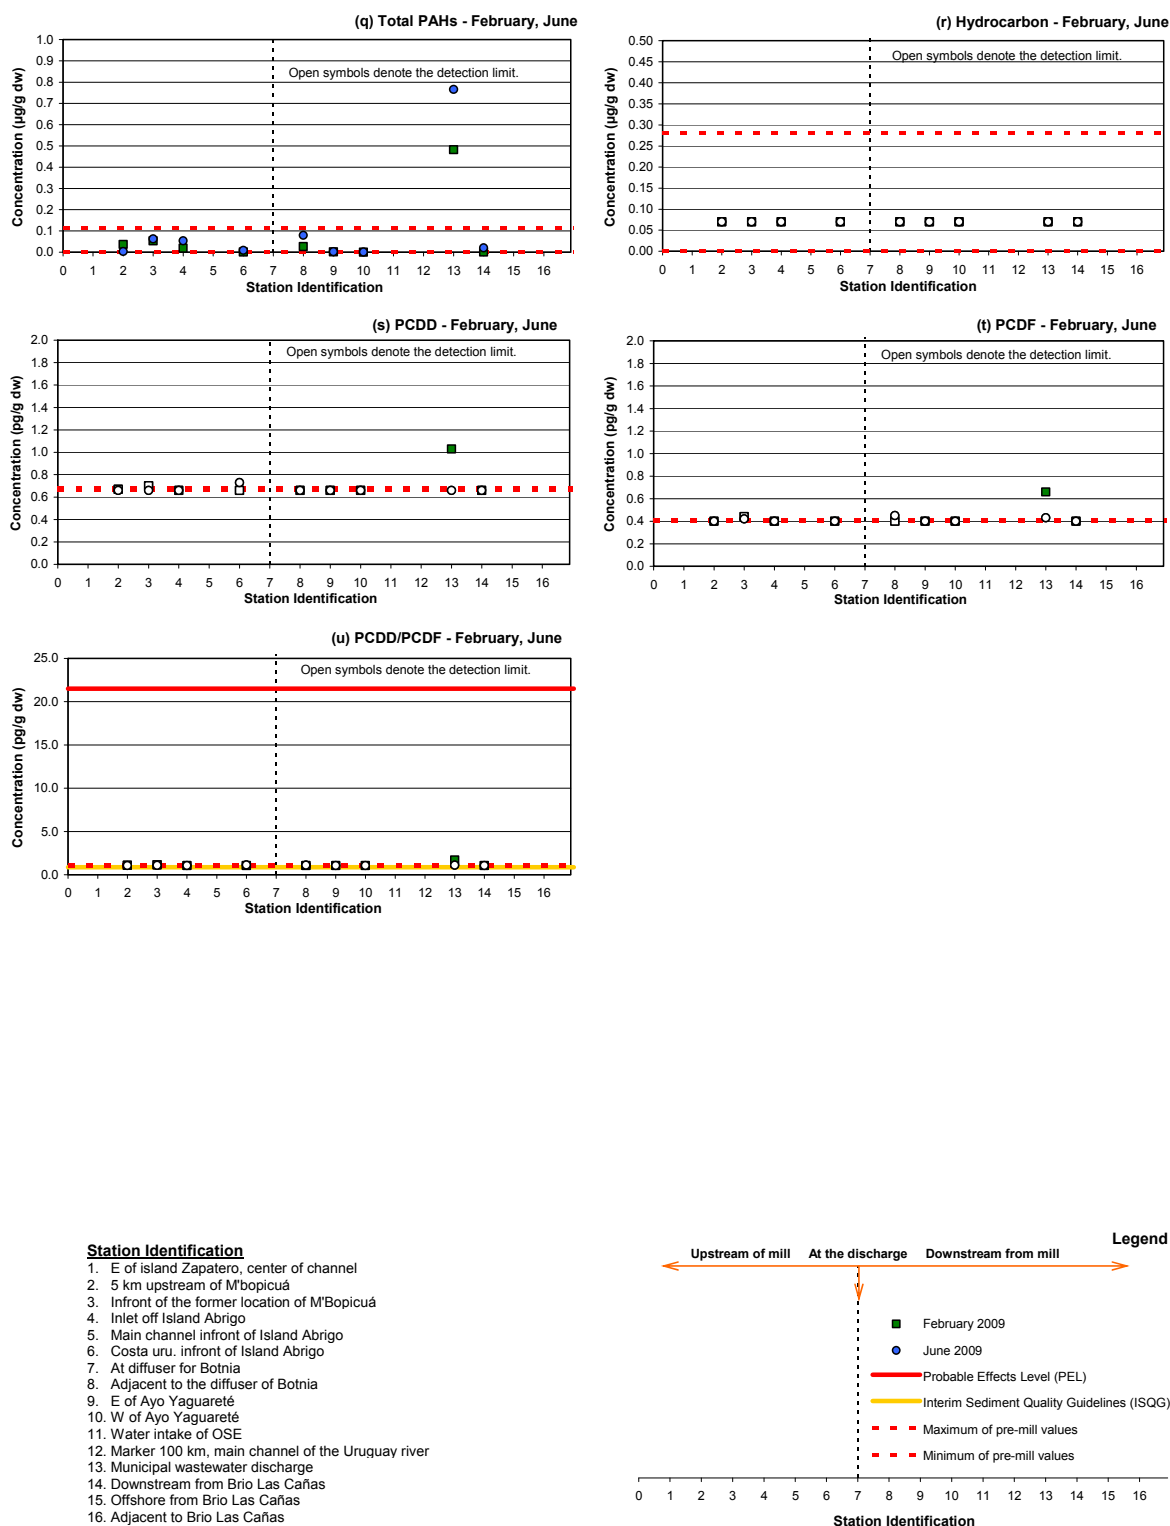 (q) Total PAHs - February, June
Concentration (µg/g dw)
1.0
0.9
0.8
0.7
0.6
0.5
0.4
0.3
0.2
0.1
0.0
Open symbols denote the detection limit.
0 1 2 3 4 5 6 7 8 9 10 11 12 13 14 15 16
Station Identification
(r) Hydrocarbon - February, June
Concentration (µg/g dw)
0.50
0.45
0.40
0.35
0.30
0.25
0.20
0.15
0.10
0.05
0.00
Open symbols denote the detection limit.
0 1 2 3 4 5 6 7 8 9 10 11 12 13 14 15 16
Station Identification
(s) PCDD - February, June
Concentration (pg/g dw)
2.0
1.8
1.6
1.4
1.2
1.0
0.8
0.6
0.4
0.2
0.0
Open symbols denote the detection limit.
0 1 2 3 4 5 6 7 8 9 10 11 12 13 14 15 16
Station Identification
(t) PCDF - February, June
Concentration (pg/g dw)
2.0
1.8
1.6
1.4
1.2
1.0
0.8
0.6
0.4
0.2
0.0
Open symbols denote the detection limit.
0 1 2 3 4 5 6 7 8 9 10 11 12 13 14 15 16
Station Identification
(u) PCDD/PCDF - February, June
Concentration (pg/g dw)
25.0
20.0
15.0
10.0
5.0
0.0
Open symbols denote the detection limit.
0 1 2 3 4 5 6 7 8 9 10 11 12 13 14 15 16
Station Identification
Station Identification
1. E of island Zapatero, center of channel
2. 5 km upstream of M'bopicuá
3. Infront of the former location of M'Bopicuá
4. Inlet off Island Abrigo
5. Main channel infront of Island Abrigo
6. Costa uru. infront of Island Abrigo
7. At diffuser for Botnia
8. Adjacent to the diffuser of Botnia
9. E of Ayo Yaguareté
10. W of Ayo Yaguareté
11. Water intake of OSE
12. Marker 100 km, main channel of the Uruguay river
13. Municipal wastewater discharge
14. Downstream from Brio Las Cañas
15. Offshore from Brio Las Cañas
16. Adjacent to Brio Las Cañas
Legend
Upstream of mill At the discharge Downstream from mill
February 2009
June 2009
Probable Effects Level (PEL)
Interim Sediment Quality Guidelines (ISQG)
Maximum of pre-mill values
Minimum of pre-mill values
0 1 2 3 4 5 6 7 8 9 10 11 12 13 14 15 16
Station Identification